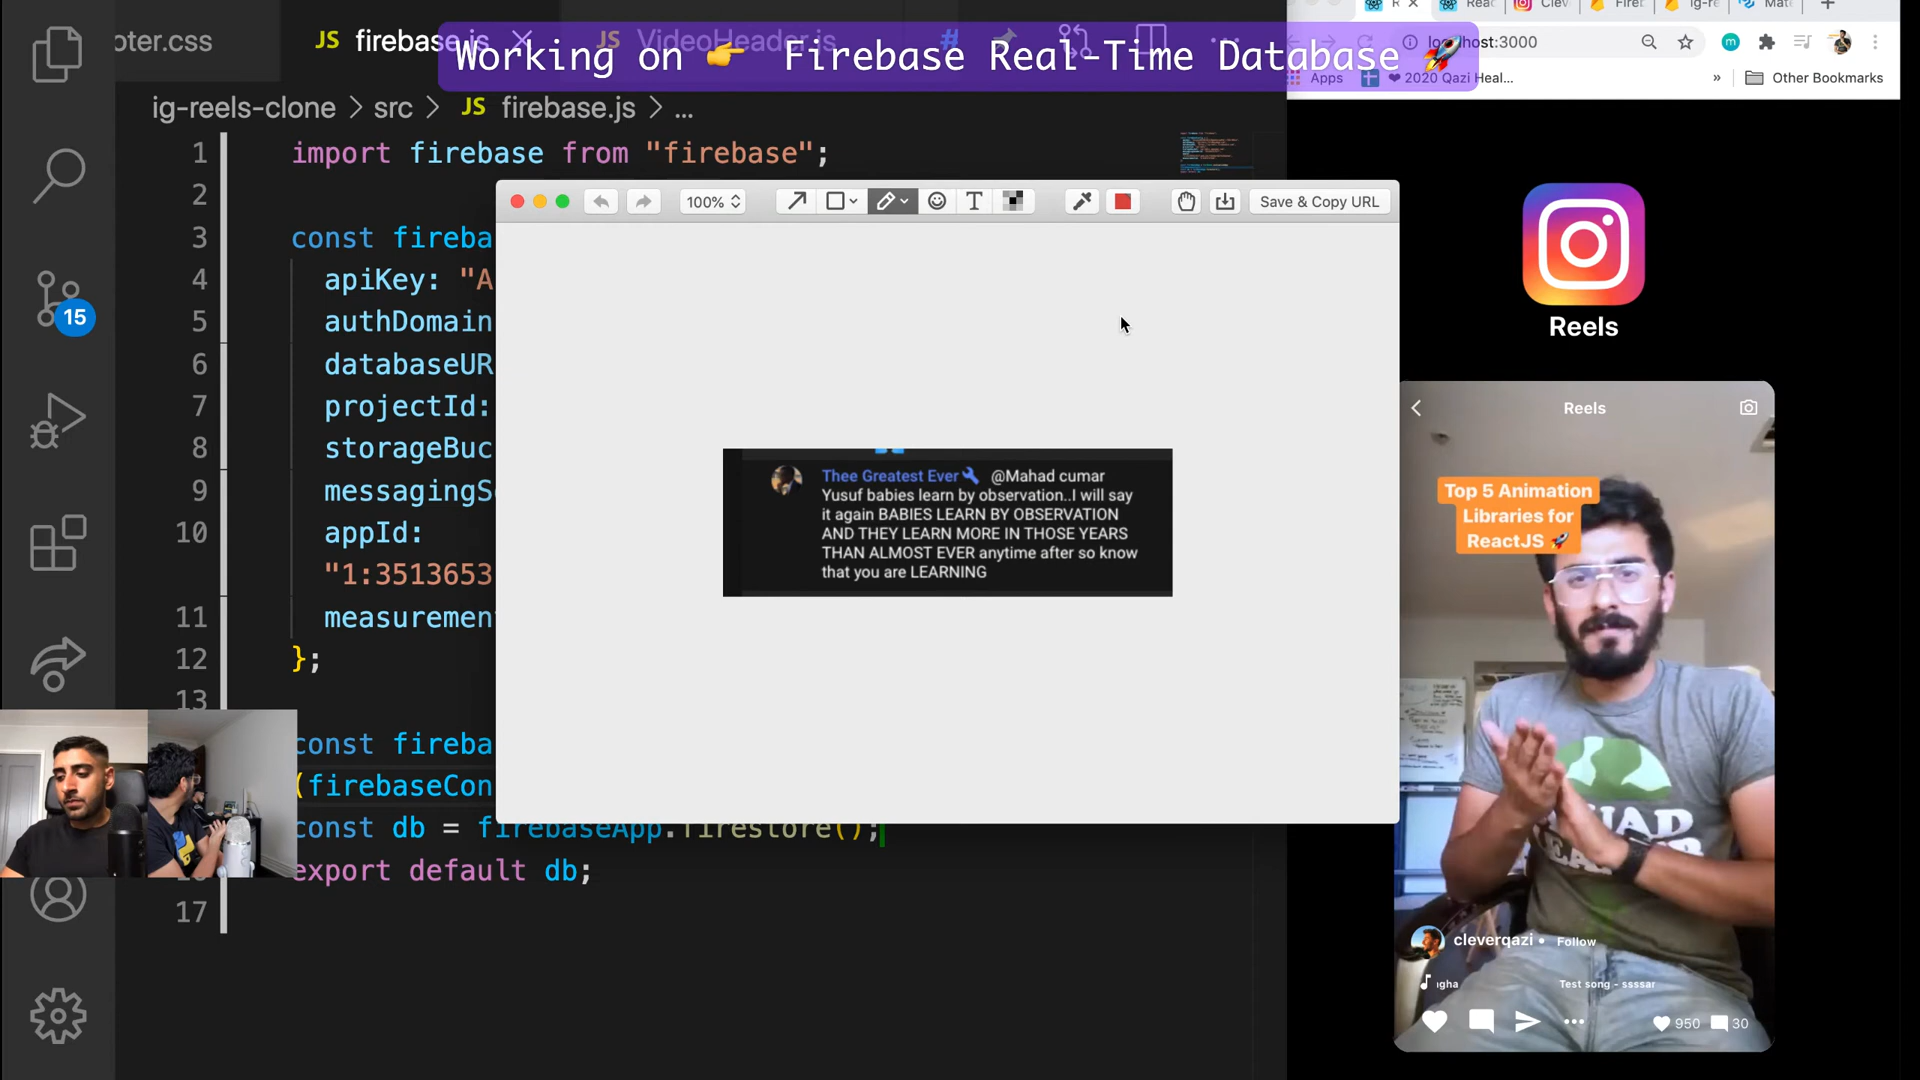 oter.css
JS firebase.js
JS VideoHeader.js
Working on 👉 Firebase Real-Time Database 🚀
ig-reels-clone > src > JS firebase.js > ...
1 import firebase from "firebase";
2
3 const fireba
4 apiKey: "A
5 authDomain
6 databaseUR
7 projectId:
8 storageBuc
9 messagingS
10 appId:
"1:3513653
11 measuremen
12 };
13
const fireba
(firebaseCon
const db = firebaseApp.firestore();
export default db;
17
15
100%
T
Save & Copy URL
Thee Greatest Ever 🔧 @Mahad cumar
Yusuf babies learn by observation..I will say
it again BABIES LEARN BY OBSERVATION
AND THEY LEARN MORE IN THOSE YEARS
THAN ALMOST EVER anytime after so know
that you are LEARNING
localhost:3000
Apps
❤ 2020 Qazi Heal...
»
Other Bookmarks
Reels
Reels
Top 5 Animation
Libraries for
ReactJS 🚀
cleverqazi • Follow
igha
Test song - ssssar
950
30